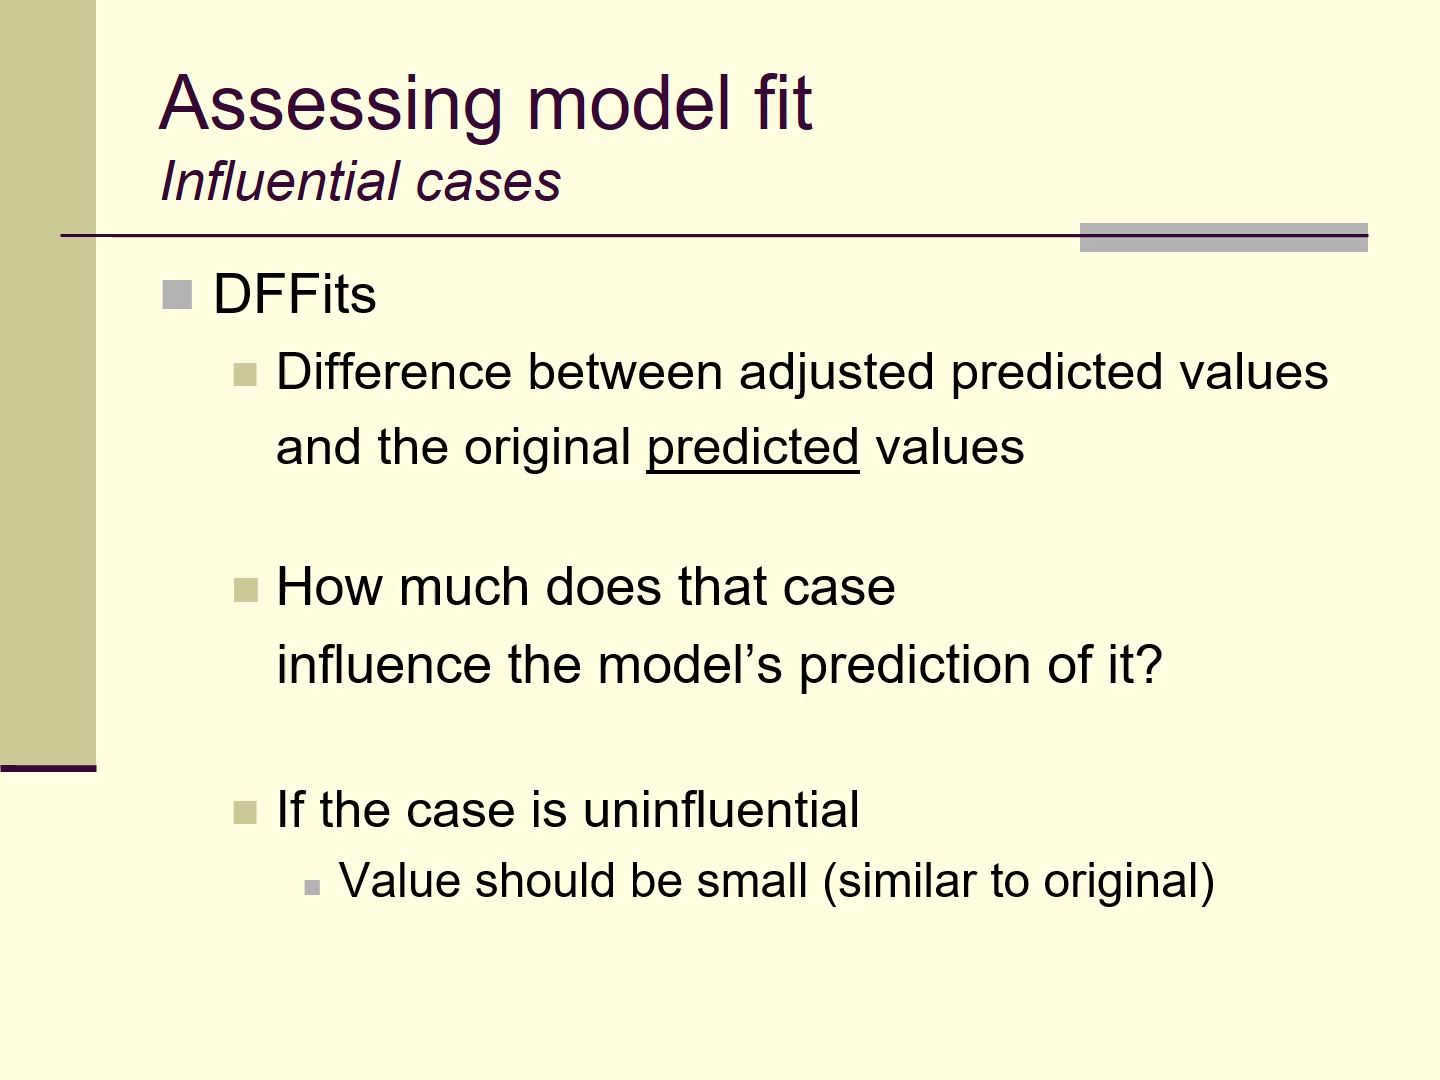 Assessing model fit
Influential cases
DFFits
Difference between adjusted predicted values
and the original predicted values
How much does that case
influence the model’s prediction of it?
If the case is uninfluential
Value should be small (similar to original)